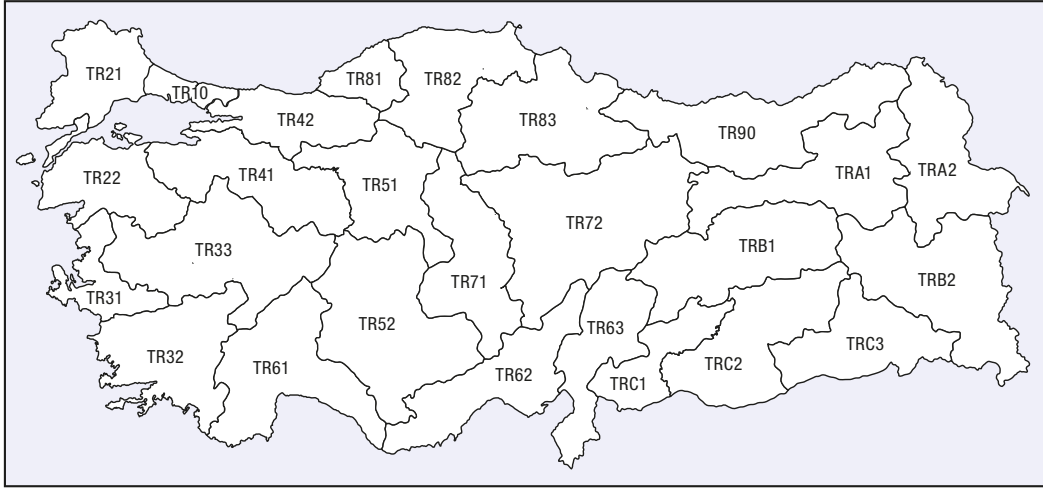 TR21
TR10
TR81
TR82
TR42
TR83
TR90
TR22
TR41
TR51
TRA1
TRA2
TR33
TR72
TRB1
TR31
TR71
TRB2
TR52
TR63
TR32
TR61
TR62
TRC1
TRC2
TRC3